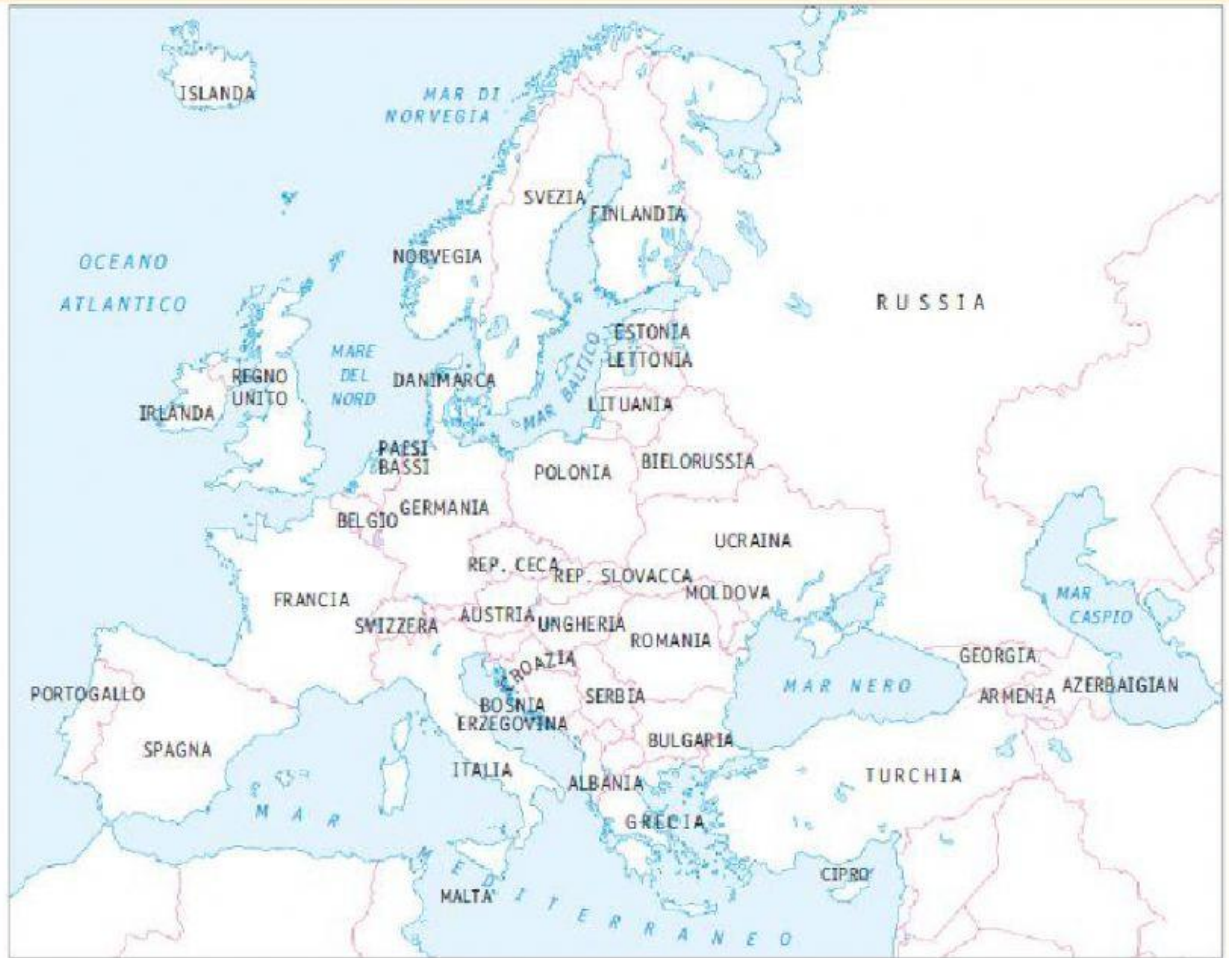 ISLANDA
MAR DI
NORVEGIA
SVEZIA
FINLANDIA
NORVEGIA
OCEANO
ATLANTICO
RUSSIA
ESTONIA
LETTONIA
MARE
DEL
NORD
REGNO
UNITO
IRLANDA
DANIMARCA
MAR BALTICO
LITUANIA
PAESI
BASSI
POLONIA
BIELORUSSIA
GERMANIA
BELGIO
UCRAINA
REP. CECA
REP. SLOVACCA
MOLDOVA
FRANCIA
SVIZZERA
AUSTRIA
UNGHERIA
ROMANIA
MAR
CASPIO
GEORGIA
CROAZIA
PORTOGALLO
BOSNIA
ERZEGOVINA
SERBIA
MAR NERO
ARMENIA
AZERBAIGIAN
SPAGNA
BULGARIA
ITALIA
ALBANIA
TURCHIA
GRECIA
MAR
MEDITERRANEO
MALTA
CIPRO